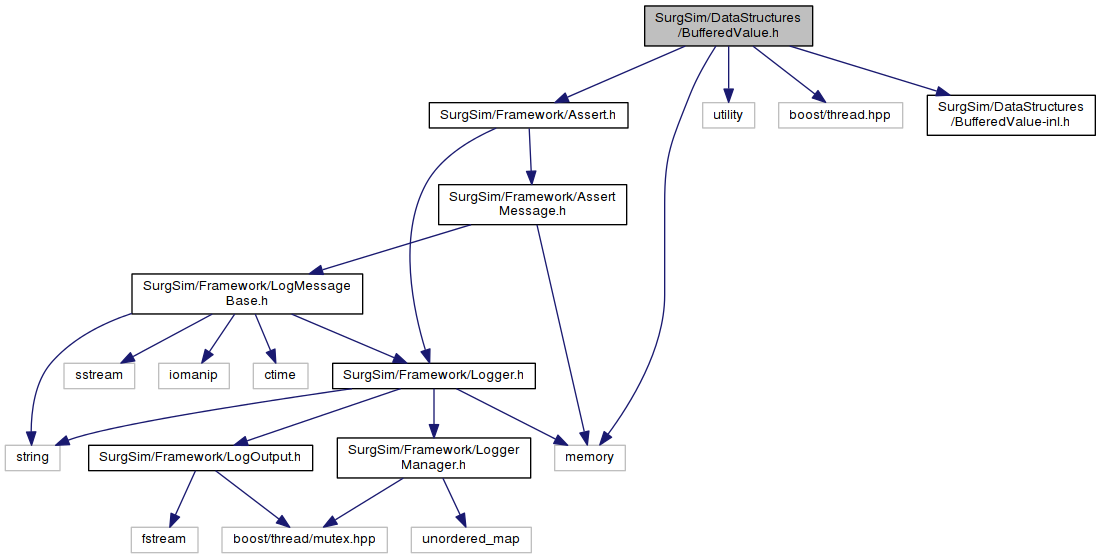 SurgSim/DataStructures
/BufferedValue.h
SurgSim/Framework/Assert.h
utility
boost/thread.hpp
SurgSim/DataStructures
/BufferedValue-inl.h
SurgSim/Framework/Assert
Message.h
SurgSim/Framework/LogMessage
Base.h
sstream
iomanip
ctime
SurgSim/Framework/Logger.h
string
SurgSim/Framework/LogOutput.h
SurgSim/Framework/Logger
Manager.h
memory
fstream
boost/thread/mutex.hpp
unordered_map